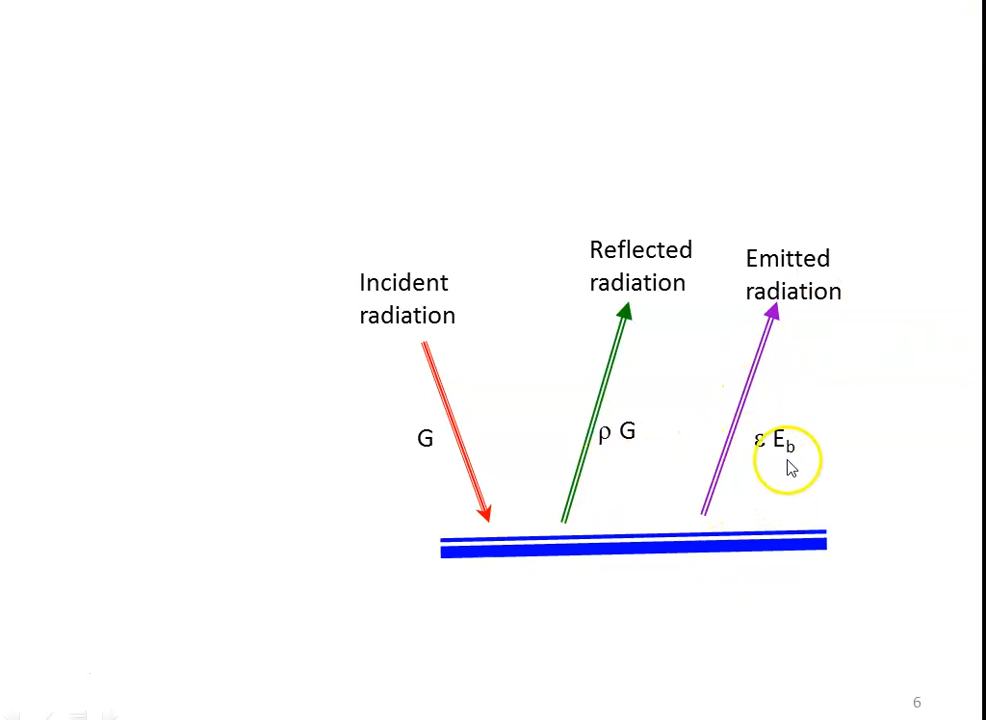 Incident
radiation
Reflected
radiation
Emitted
radiation
G
ρ G
ε E_b
6